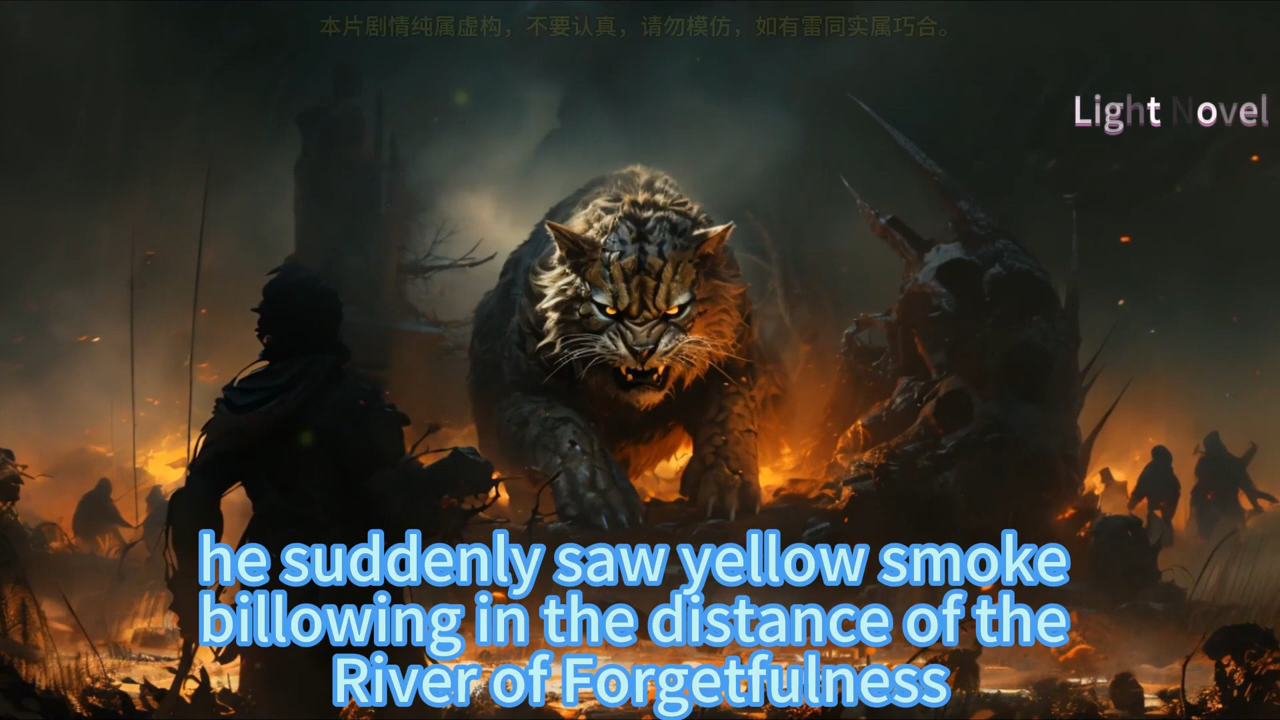 本片剧情纯属虚构，不要认真，请勿模仿，如有雷同实属巧合。
Light Novel
he suddenly saw yellow smoke
billowing in the distance of the
River of Forgetfulness